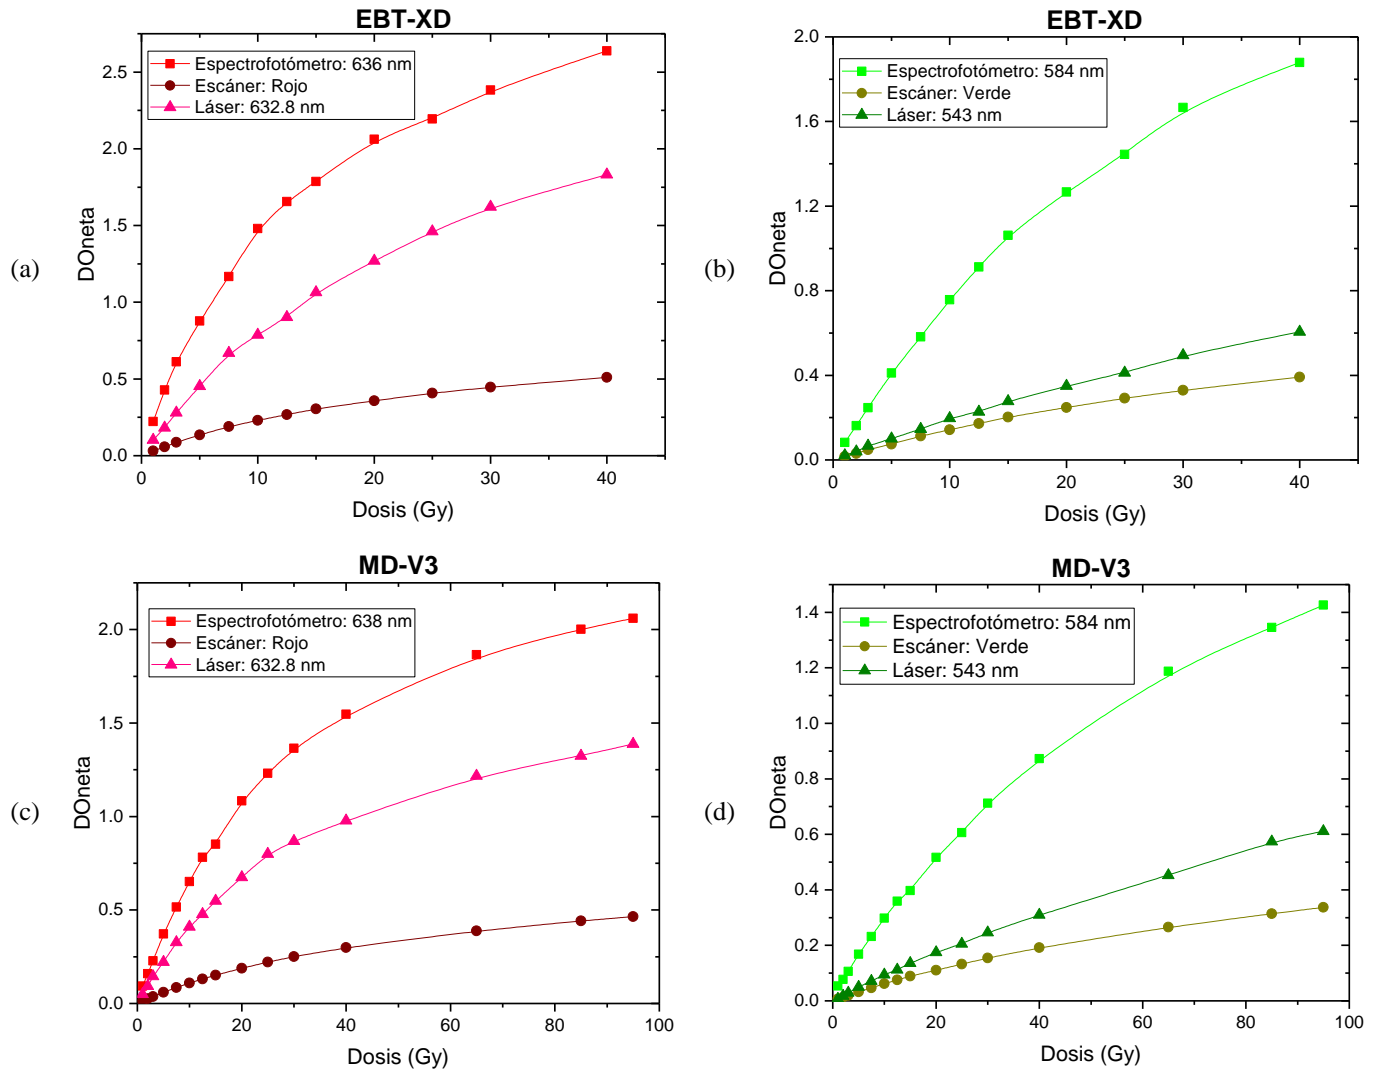 EBT-XD
Espectrofotómetro: 636 nm
Escáner: Rojo
Láser: 632.8 nm
2.5
2.0
1.5
1.0
0.5
0.0
DOneta
(a)
0 10 20 30 40
Dosis (Gy)
EBT-XD
Espectrofotómetro: 584 nm
Escáner: Verde
Láser: 543 nm
2.0
1.6
1.2
0.8
0.4
0.0
DOneta
(b)
0 10 20 30 40
Dosis (Gy)
MD-V3
Espectrofotómetro: 638 nm
Escáner: Rojo
Láser: 632.8 nm
2.0
1.5
1.0
0.5
0.0
DOneta
(c)
0 20 40 60 80 100
Dosis (Gy)
MD-V3
Espectrofotómetro: 584 nm
Escáner: Verde
Láser: 543 nm
1.4
1.2
1.0
0.8
0.6
0.4
0.2
0.0
DOneta
(d)
0 20 40 60 80 100
Dosis (Gy)